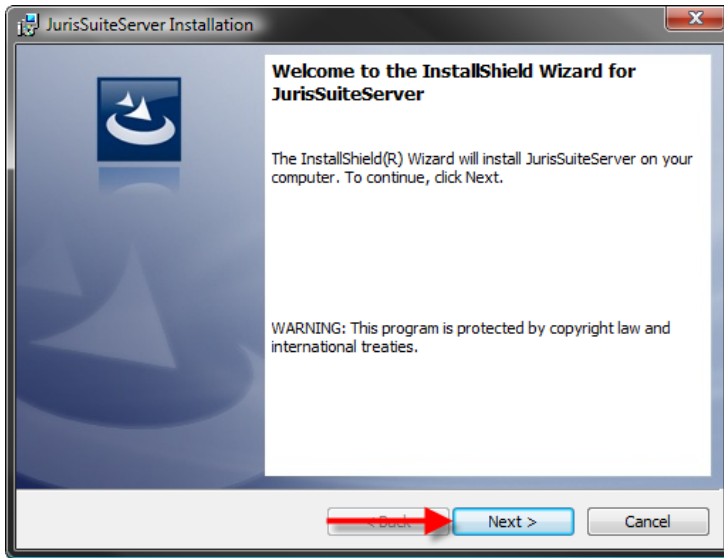 JurisSuiteServer Installation
Welcome to the InstallShield Wizard for
JurisSuiteServer
The InstallShield(R) Wizard will install JurisSuiteServer on your
computer. To continue, click Next.
WARNING: This program is protected by copyright law and
international treaties.
< Back
Next >
Cancel